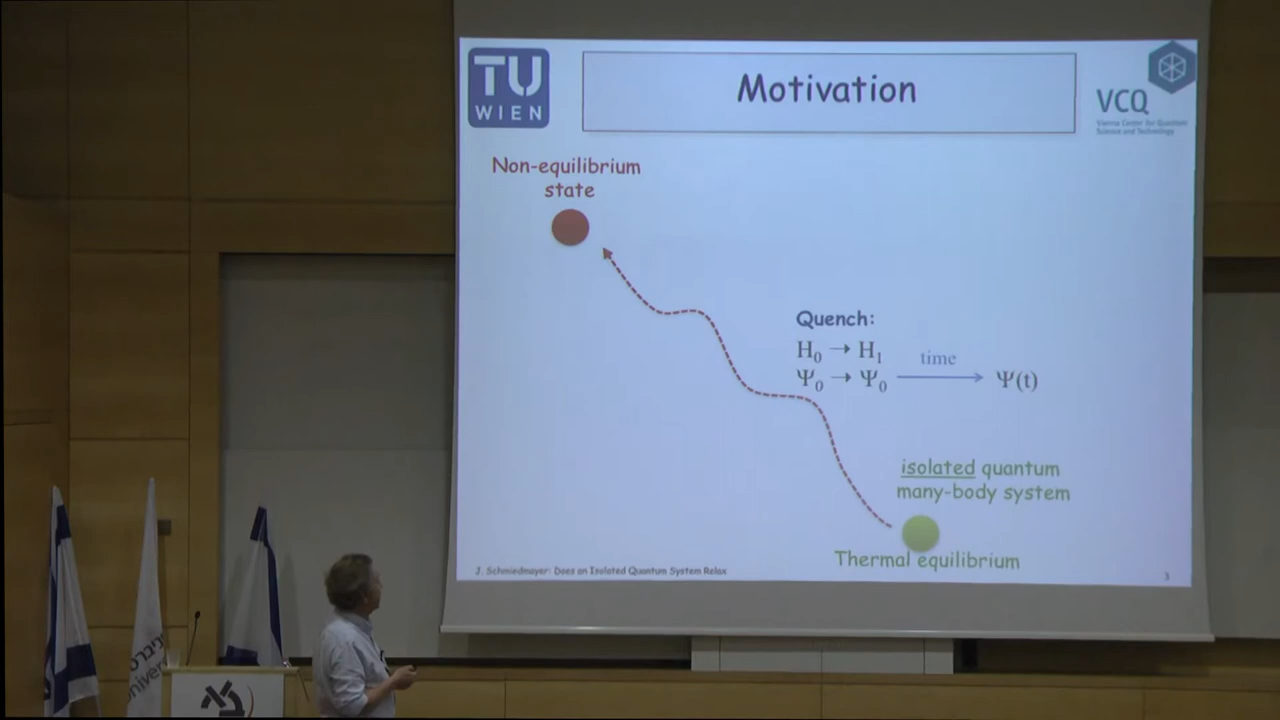 TU
WIEN
Motivation
VCQ
Vienna Center for Quantum
Science and Technology
Non-equilibrium
state
Quench:
H₀ → H₁
Ψ₀ → Ψ₀
time
Ψ(t)
isolated quantum
many-body system
Thermal equilibrium
J. Schmiedmayer: Does an Isolated Quantum System Relax
3